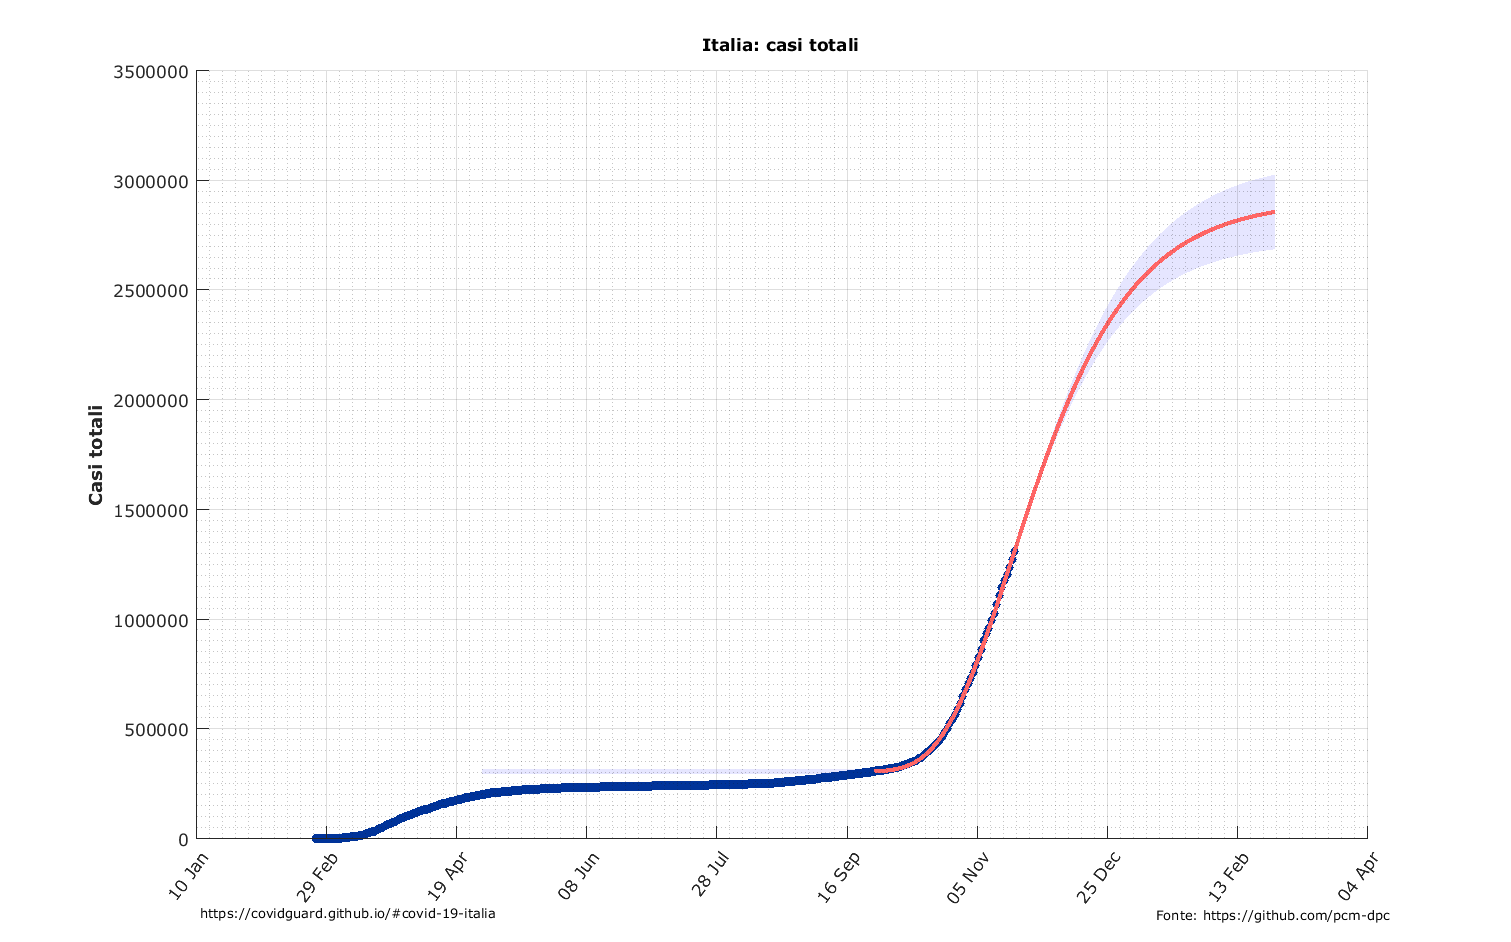 Italia: casi totali
3500000
3000000
2500000
2000000
1500000
1000000
500000
0
Casi totali
10 Jan
29 Feb
19 Apr
08 Jun
28 Jul
16 Sep
05 Nov
25 Dec
13 Feb
04 Apr
https://covidguard.github.io/#covid-19-italia
Fonte: https://github.com/pcm-dpc